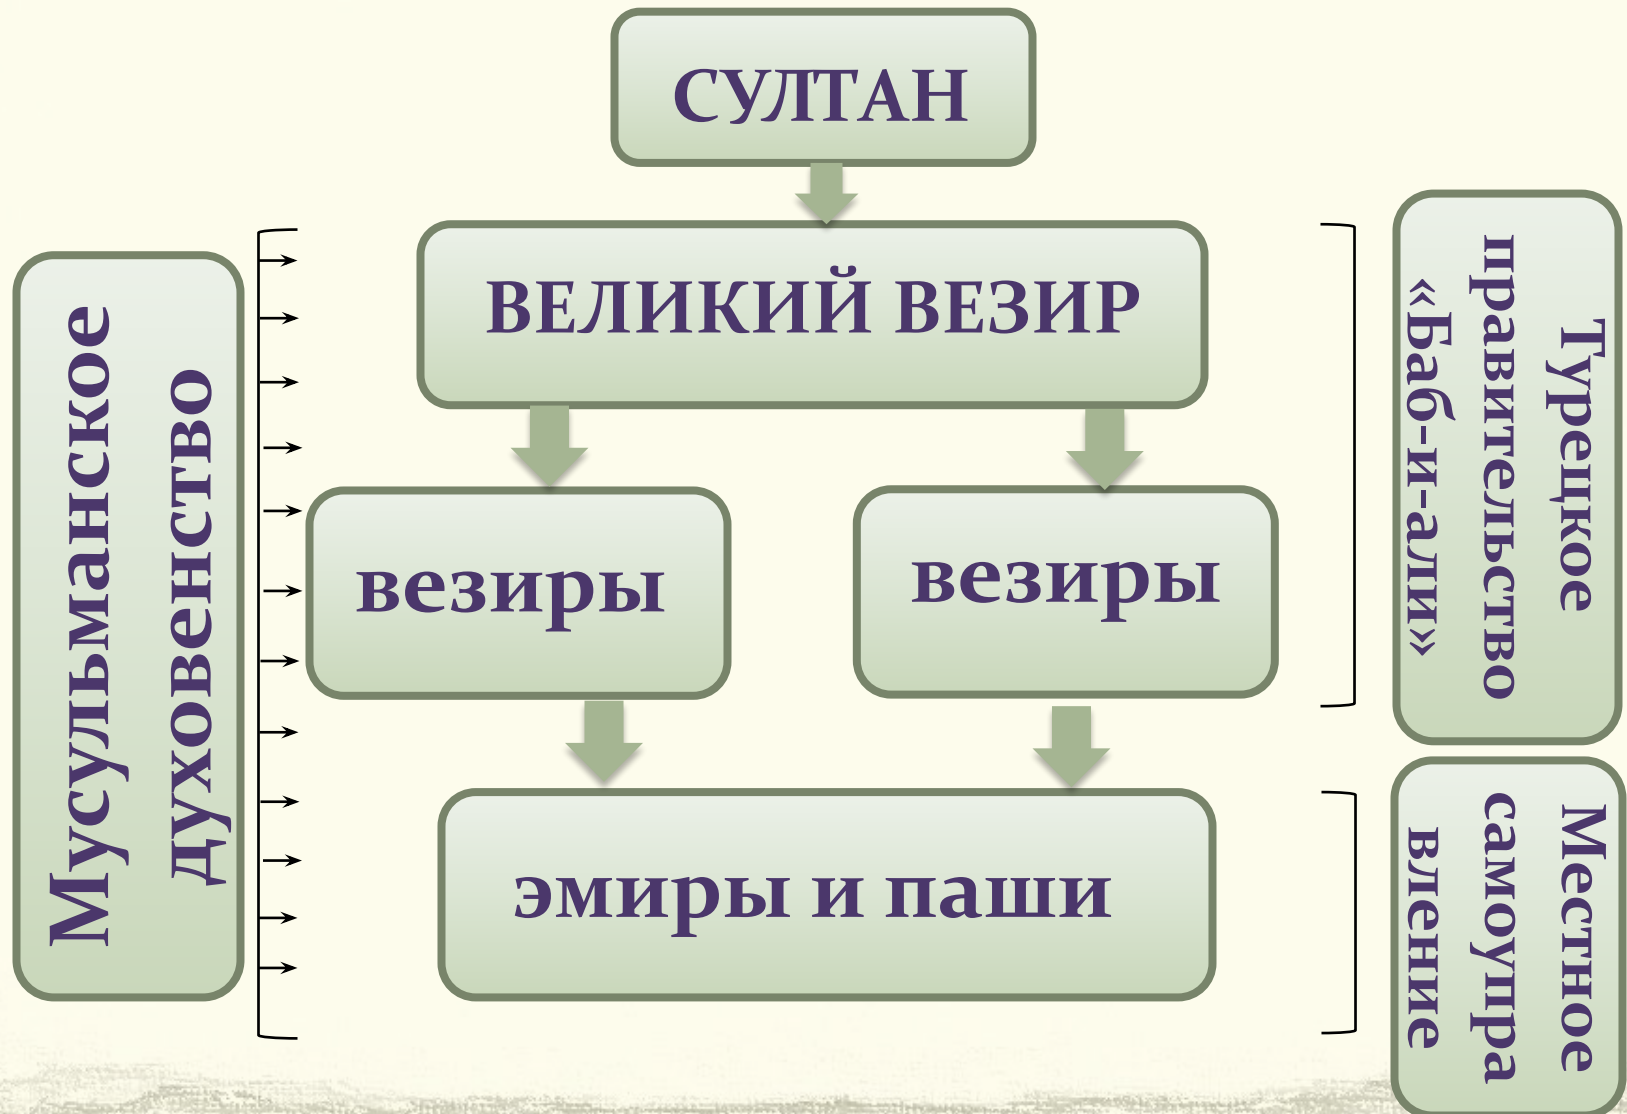 СУЛТАН
ВЕЛИКИЙ ВЕЗИР
везиры
везиры
эмиры и паши
Мусульманское
духовенство
Турецкое
правительство
«Баб-и-али»
Местное
самоупра
вление